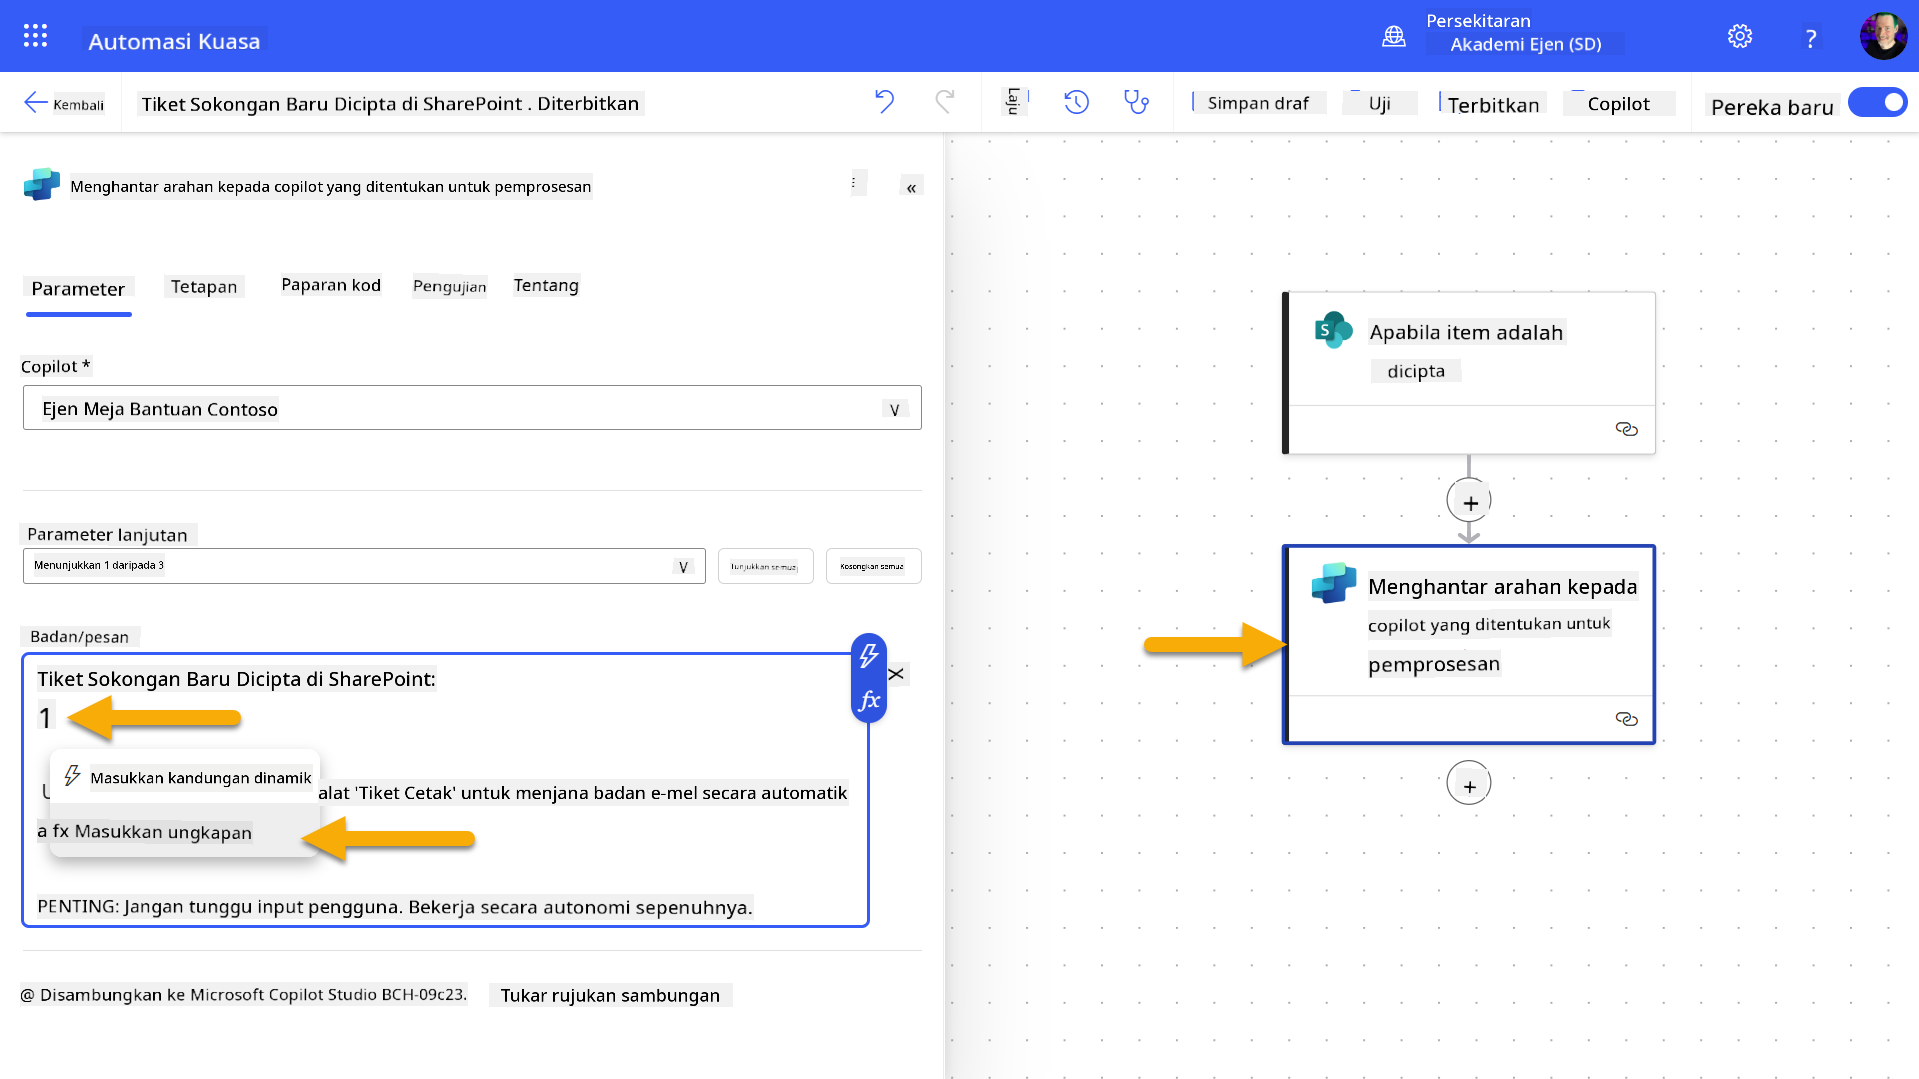 Automasi Kuasa
Persekitaran
Akademi Ejen (SD)
?
Kembali
Tiket Sokongan Baru Dicipta di SharePoint . Diterbitkan
Laju
Simpan draf
Uji
Terbitkan
Copilot
Pereka baru
Menghantar arahan kepada copilot yang ditentukan untuk pemprosesan
«
Parameter
Tetapan
Paparan kod
Pengujian
Tentang
Copilot *
Ejen Meja Bantuan Contoso
V
Parameter lanjutan
Menunjukkan 1 daripada 3
V
Tunjukkan semua
Kosongkan semua
Badan/pesan
Tiket Sokongan Baru Dicipta di SharePoint:
1
fx
Masukkan kandungan dinamik
alat 'Tiket Cetak' untuk menjana badan e-mel secara automatik
a fx Masukkan ungkapan
PENTING: Jangan tunggu input pengguna. Bekerja secara autonomi sepenuhnya.
@ Disambungkan ke Microsoft Copilot Studio BCH-09c23.
Tukar rujukan sambungan
S
Apabila item adalah
dicipta
+
Menghantar arahan kepada
copilot yang ditentukan untuk
pemprosesan
+